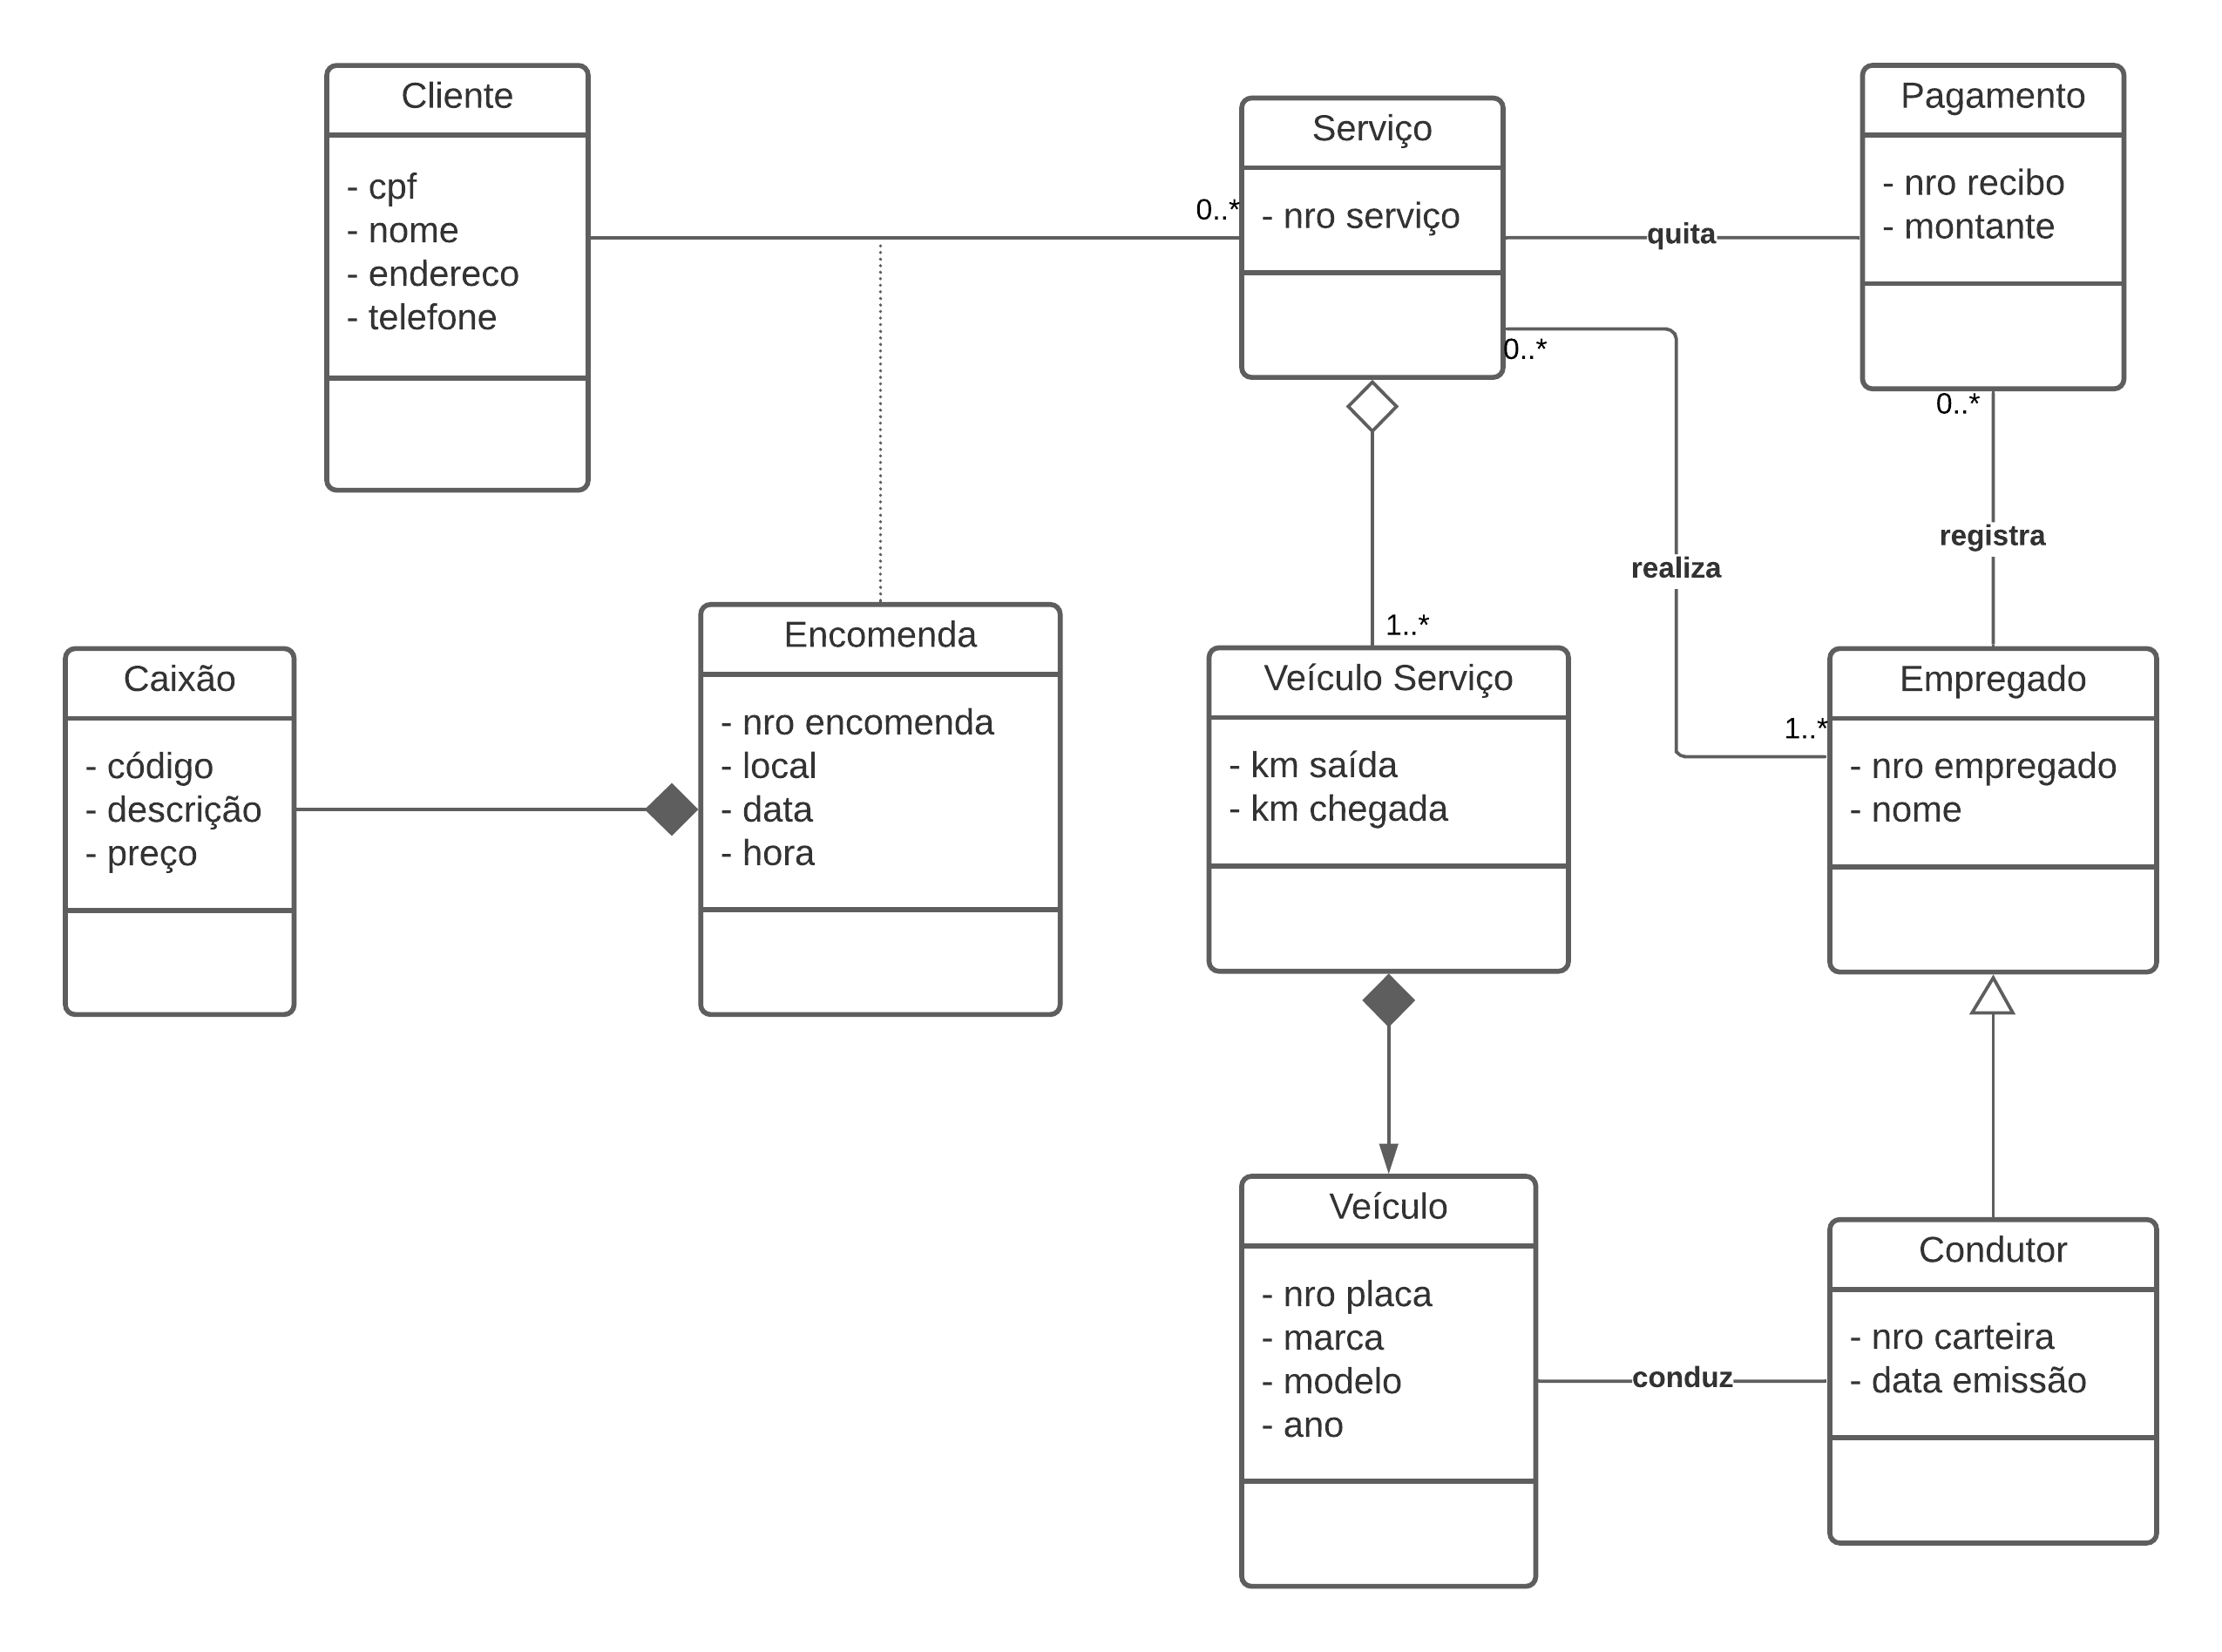 Cliente
- cpf
- nome
- endereco
- telefone
Serviço
- nro serviço
0..*
quita
Pagamento
- nro recibo
- montante
0..*
0..*
registra
realiza
1..*
1..*
Caixão
- código
- descrição
- preço
Encomenda
- nro encomenda
- local
- data
- hora
Veículo Serviço
- km saída
- km chegada
Empregado
- nro empregado
- nome
Veículo
- nro placa
- marca
- modelo
- ano
conduz
Condutor
- nro carteira
- data emissão